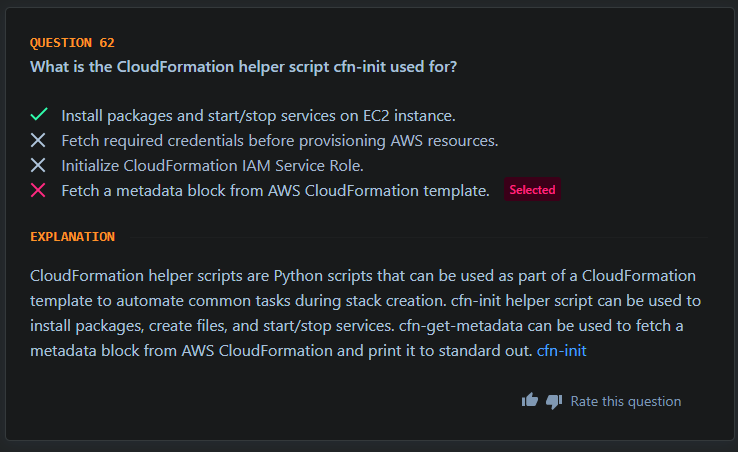 QUESTION 62
What is the CloudFormation helper script cfn-init used for?
Install packages and start/stop services on EC2 instance.
Fetch required credentials before provisioning AWS resources.
Initialize CloudFormation IAM Service Role.
Fetch a metadata block from AWS CloudFormation template. Selected
EXPLANATION
CloudFormation helper scripts are Python scripts that can be used as part of a CloudFormation
template to automate common tasks during stack creation. cfn-init helper script can be used to
install packages, create files, and start/stop services. cfn-get-metadata can be used to fetch a
metadata block from AWS CloudFormation and print it to standard out. cfn-init
Rate this question